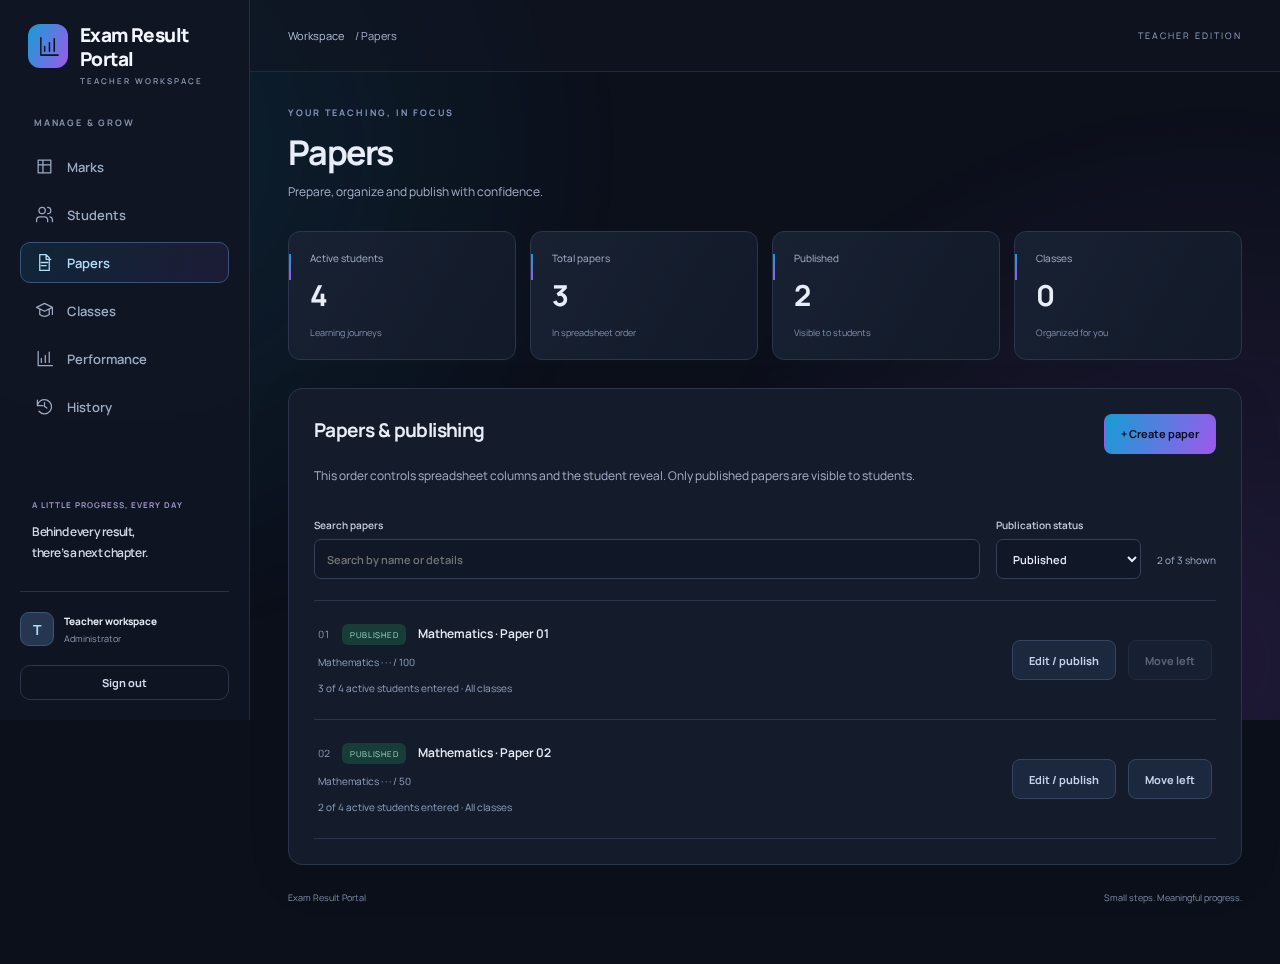 Exam Result
Portal
TEACHER WORKSPACE
MANAGE & GROW
Marks
Students
Papers
Classes
Performance
History
A LITTLE PROGRESS, EVERY DAY
Behind every result,
there's a next chapter.
T
Teacher workspace
Administrator
Sign out
Workspace / Papers
TEACHER EDITION
YOUR TEACHING, IN FOCUS
Papers
Prepare, organize and publish with confidence.
Active students
4
Learning journeys
Total papers
3
In spreadsheet order
Published
2
Visible to students
Classes
0
Organized for you
Papers & publishing
+ Create paper
This order controls spreadsheet columns and the student reveal. Only published papers are visible to students.
Search papers
Search by name or details
Publication status
Published
2 of 3 shown
01 PUBLISHED Mathematics · Paper 01
Mathematics · · · / 100
3 of 4 active students entered · All classes
Edit / publish
Move left
02 PUBLISHED Mathematics · Paper 02
Mathematics · · · / 50
2 of 4 active students entered · All classes
Edit / publish
Move left
Exam Result Portal
Small steps. Meaningful progress.